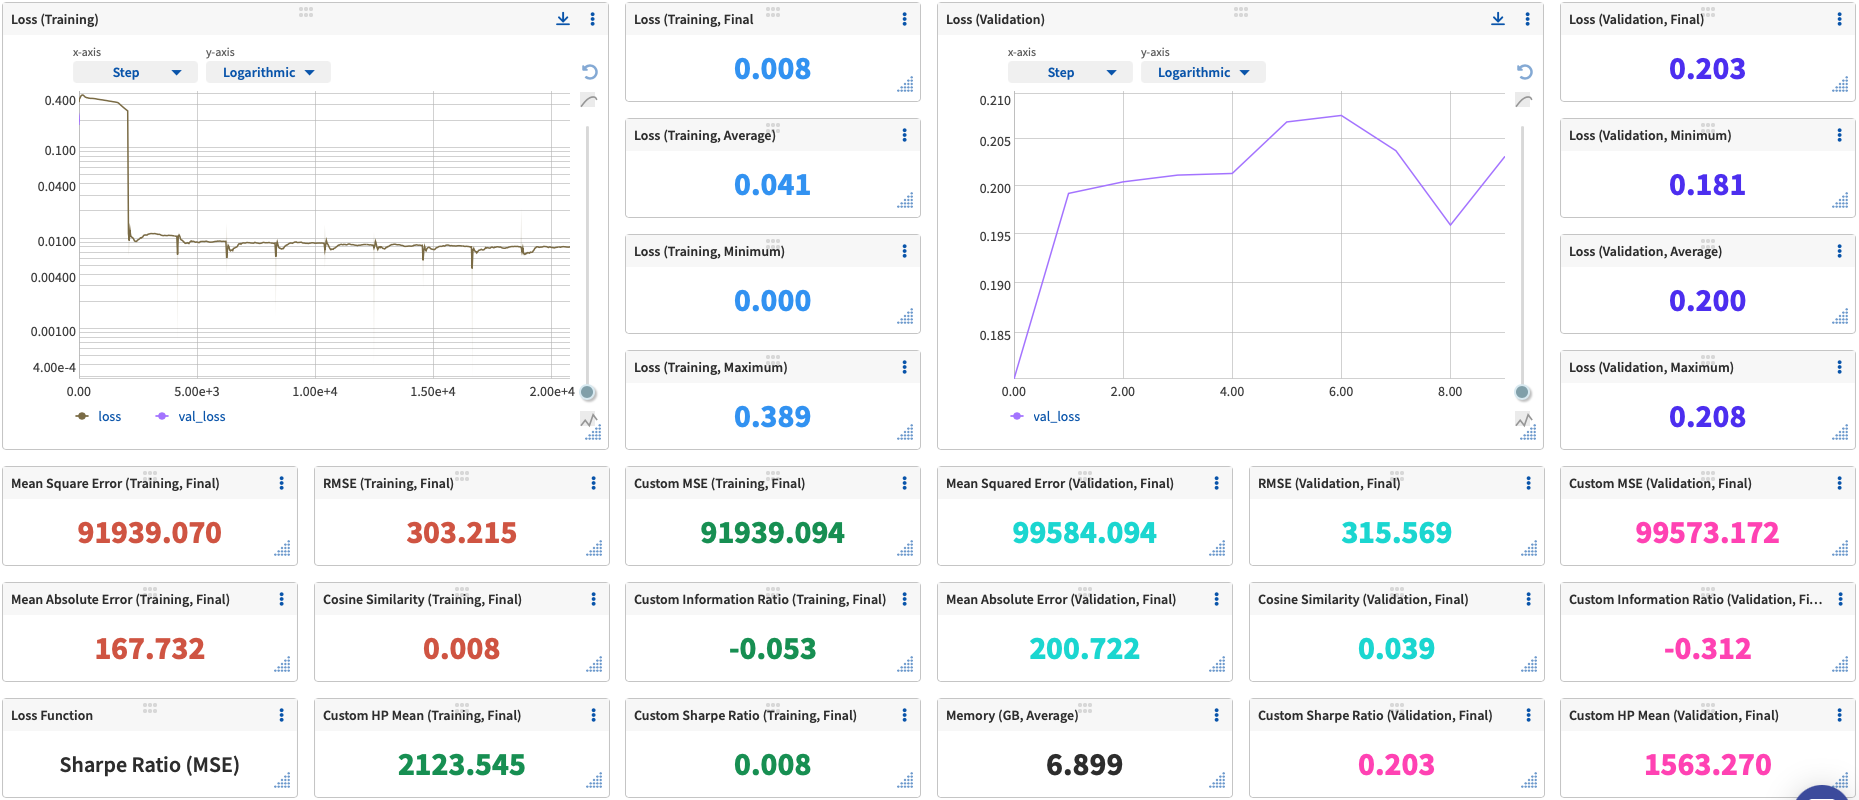 Loss (Training)
x-axis
y-axis
Step
Logarithmic
0.400
0.100
0.0400
0.0100
0.00400
0.00100
4.00e-4
0.00
5.00e+3
1.00e+4
1.50e+4
2.00e+4
loss
val_loss
Loss (Training, Final
0.008
Loss (Training, Average)
0.041
Loss (Training, Minimum)
0.000
Loss (Training, Maximum)
0.389
Loss (Validation)
x-axis
y-axis
Step
Logarithmic
0.210
0.205
0.200
0.195
0.190
0.185
0.00
2.00
4.00
6.00
8.00
val_loss
Loss (Validation, Final)
0.203
Loss (Validation, Minimum)
0.181
Loss (Validation, Average)
0.200
Loss (Validation, Maximum)
0.208
Mean Square Error (Training, Final)
91939.070
RMSE (Training, Final)
303.215
Custom MSE (Training, Final)
91939.094
Mean Squared Error (Validation, Final)
99584.094
RMSE (Validation, Final)
315.569
Custom MSE (Validation, Final)
99573.172
Mean Absolute Error (Training, Final)
167.732
Cosine Similarity (Training, Final)
0.008
Custom Information Ratio (Training, Final)
-0.053
Mean Absolute Error (Validation, Final)
200.722
Cosine Similarity (Validation, Final)
0.039
Custom Information Ratio (Validation, Fi...
-0.312
Loss Function
Sharpe Ratio (MSE)
Custom HP Mean (Training, Final)
2123.545
Custom Sharpe Ratio (Training, Final)
0.008
Memory (GB, Average)
6.899
Custom Sharpe Ratio (Validation, Final)
0.203
Custom HP Mean (Validation, Final)
1563.270